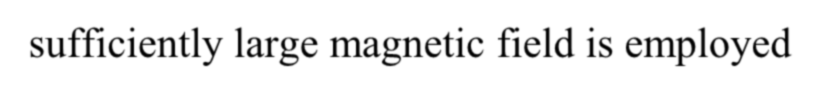 sufficiently large magnetic field is employed